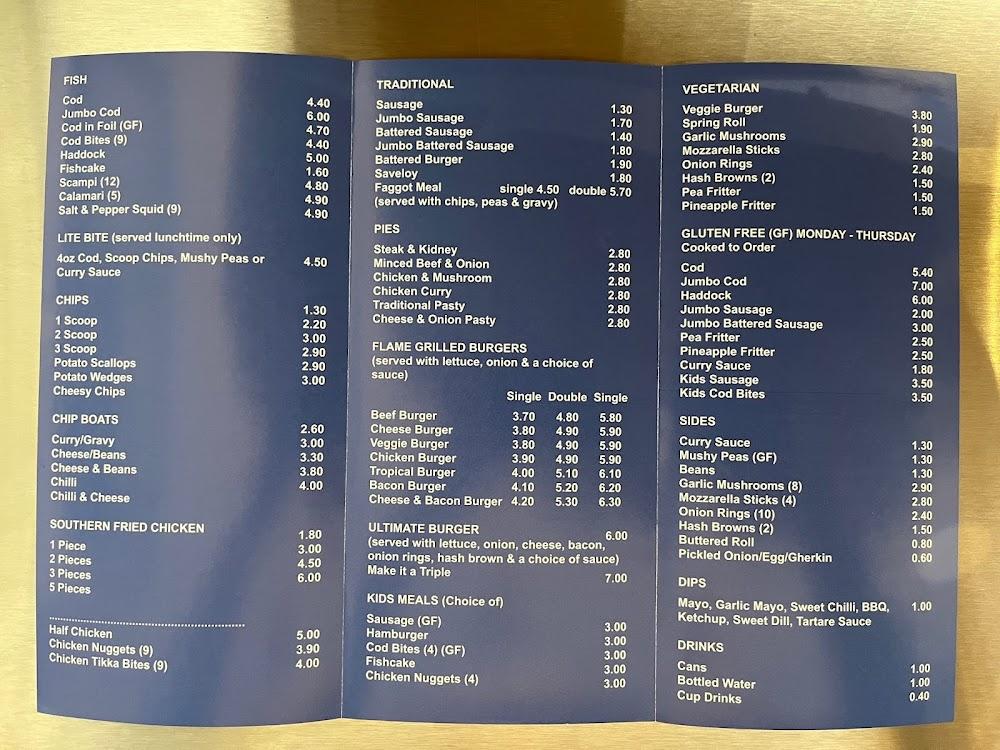 FISH
Cod 4.40
Jumbo Cod 6.00
Cod in Foil (GF) 4.70
Cod Bites (9) 4.40
Haddock 5.00
Fishcake 1.60
Scampi (12) 4.80
Calamari (5) 4.90
Salt & Pepper Squid (9) 4.90
LITE BITE (served lunchtime only)
4oz Cod, Scoop Chips, Mushy Peas or 4.50
Curry Sauce
CHIPS
1 Scoop 1.30
2 Scoop 2.20
3 Scoop 3.00
Potato Scallops 2.90
Potato Wedges 2.90
Cheesy Chips 3.00
CHIP BOATS
Curry/Gravy 2.60
Cheese/Beans 3.00
Cheese & Beans 3.30
Chilli 3.80
Chilli & Cheese 4.00
SOUTHERN FRIED CHICKEN
1 Piece 1.80
2 Pieces 3.00
3 Pieces 4.50
5 Pieces 6.00
Half Chicken 5.00
Chicken Nuggets (9) 3.90
Chicken Tikka Bites (9) 4.00
TRADITIONAL
Sausage 1.30
Jumbo Sausage 1.70
Battered Sausage 1.40
Jumbo Battered Sausage 1.80
Battered Burger 1.90
Saveloy 1.80
Faggot Meal single 4.50 double 5.70
(served with chips, peas & gravy)
PIES
Steak & Kidney 2.80
Minced Beef & Onion 2.80
Chicken & Mushroom 2.80
Chicken Curry 2.80
Traditional Pasty 2.80
Cheese & Onion Pasty 2.80
FLAME GRILLED BURGERS
(served with lettuce, onion & a choice of
sauce)
Single Double Single
Beef Burger 3.70 4.80 5.80
Cheese Burger 3.80 4.90 5.90
Veggie Burger 3.80 4.90 5.90
Chicken Burger 3.90 4.90 5.90
Tropical Burger 4.00 5.10 6.10
Bacon Burger 4.10 5.20 6.20
Cheese & Bacon Burger 4.20 5.30 6.30
ULTIMATE BURGER 6.00
(served with lettuce, onion, cheese, bacon,
onion rings, hash brown & a choice of sauce)
Make it a Triple 7.00
KIDS MEALS (Choice of)
Sausage (GF) 3.00
Hamburger 3.00
Cod Bites (4) (GF) 3.00
Fishcake 3.00
Chicken Nuggets (4) 3.00
VEGETARIAN
Veggie Burger 3.80
Spring Roll 1.90
Garlic Mushrooms 2.90
Mozzarella Sticks 2.80
Onion Rings 2.40
Hash Browns (2) 1.50
Pea Fritter 1.50
Pineapple Fritter 1.50
GLUTEN FREE (GF) MONDAY - THURSDAY
Cooked to Order
Cod 5.40
Jumbo Cod 7.00
Haddock 6.00
Jumbo Sausage 2.00
Jumbo Battered Sausage 3.00
Pea Fritter 2.50
Pineapple Fritter 2.50
Curry Sauce 1.80
Kids Sausage 3.50
Kids Cod Bites 3.50
SIDES
Curry Sauce 1.30
Mushy Peas (GF) 1.30
Beans 1.30
Garlic Mushrooms (8) 2.90
Mozzarella Sticks (4) 2.80
Onion Rings (10) 2.40
Hash Browns (2) 1.50
Buttered Roll 0.80
Pickled Onion/Egg/Gherkin 0.60
DIPS
Mayo, Garlic Mayo, Sweet Chilli, BBQ, 1.00
Ketchup, Sweet Dill, Tartare Sauce
DRINKS
Cans 1.00
Bottled Water 1.00
Cup Drinks 0.40